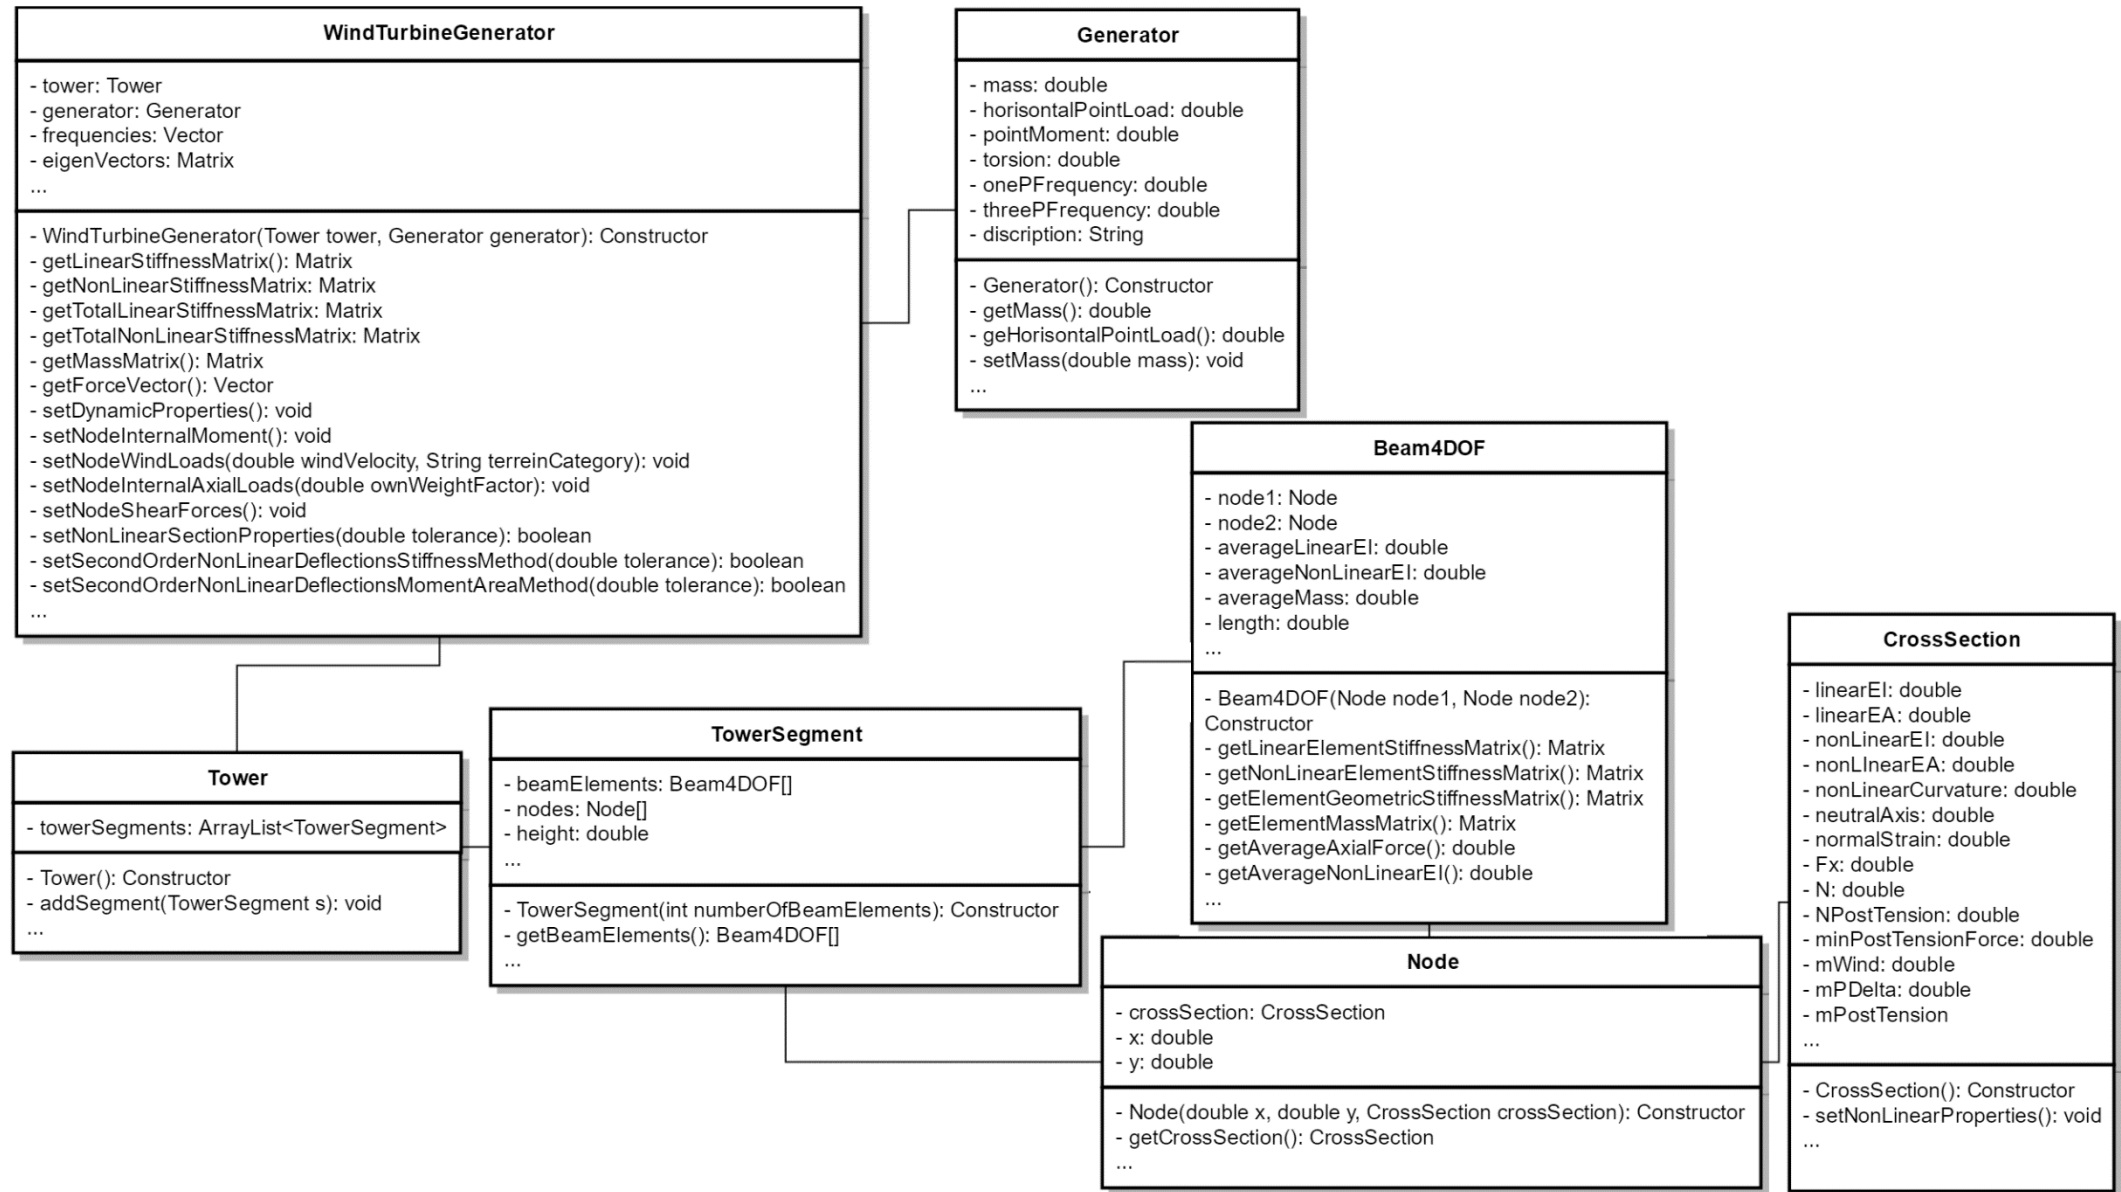 WindTurbineGenerator
- tower: Tower
- generator: Generator
- frequencies: Vector
- eigenVectors: Matrix
...
- WindTurbineGenerator(Tower tower, Generator generator): Constructor
- getLinearStiffnessMatrix(): Matrix
- getNonLinearStiffnessMatrix: Matrix
- getTotalLinearStiffnessMatrix: Matrix
- getTotalNonLinearStiffnessMatrix: Matrix
- getMassMatrix(): Matrix
- getForceVector(): Vector
- setDynamicProperties(): void
- setNodeInternalMoment(): void
- setNodeWindLoads(double windVelocity, String terreinCategory): void
- setNodeInternalAxialLoads(double ownWeightFactor): void
- setNodeShearForces(): void
- setNonLinearSectionProperties(double tolerance): boolean
- setSecondOrderNonLinearDeflectionsStiffnessMethod(double tolerance): boolean
- setSecondOrderNonLinearDeflectionsMomentAreaMethod(double tolerance): boolean
...
Generator
- mass: double
- horisontalPointLoad: double
- pointMoment: double
- torsion: double
- onePFrequency: double
- threePFrequency: double
- discription: String
- Generator(): Constructor
- getMass(): double
- geHorisontalPointLoad(): double
- setMass(double mass): void
...
Beam4DOF
- node1: Node
- node2: Node
- averageLinearEI: double
- averageNonLinearEI: double
- averageMass: double
- length: double
...
- Beam4DOF(Node node1, Node node2):
Constructor
- getLinearElementStiffnessMatrix(): Matrix
- getNonLinearElementStiffnessMatrix(): Matrix
- getElementGeometricStiffnessMatrix(): Matrix
- getElementMassMatrix(): Matrix
- getAverageAxialForce(): double
- getAverageNonLinearEI(): double
...
CrossSection
- linearEI: double
- linearEA: double
- nonLinearEI: double
- nonLInearEA: double
- nonLinearCurvature: double
- neutralAxis: double
- normalStrain: double
- Fx: double
- N: double
- NPostTension: double
- minPostTensionForce: double
- mWind: double
- mPDelta: double
- mPostTension
...
- CrossSection(): Constructor
- setNonLinearProperties(): void
...
Tower
- towerSegments: ArrayList<TowerSegment>
- Tower(): Constructor
- addSegment(TowerSegment s): void
...
TowerSegment
- beamElements: Beam4DOF[]
- nodes: Node[]
- height: double
...
- TowerSegment(int numberOfBeamElements): Constructor
- getBeamElements(): Beam4DOF[]
...
Node
- crossSection: CrossSection
- x: double
- y: double
- Node(double x, double y, CrossSection crossSection): Constructor
- getCrossSection(): CrossSection
...